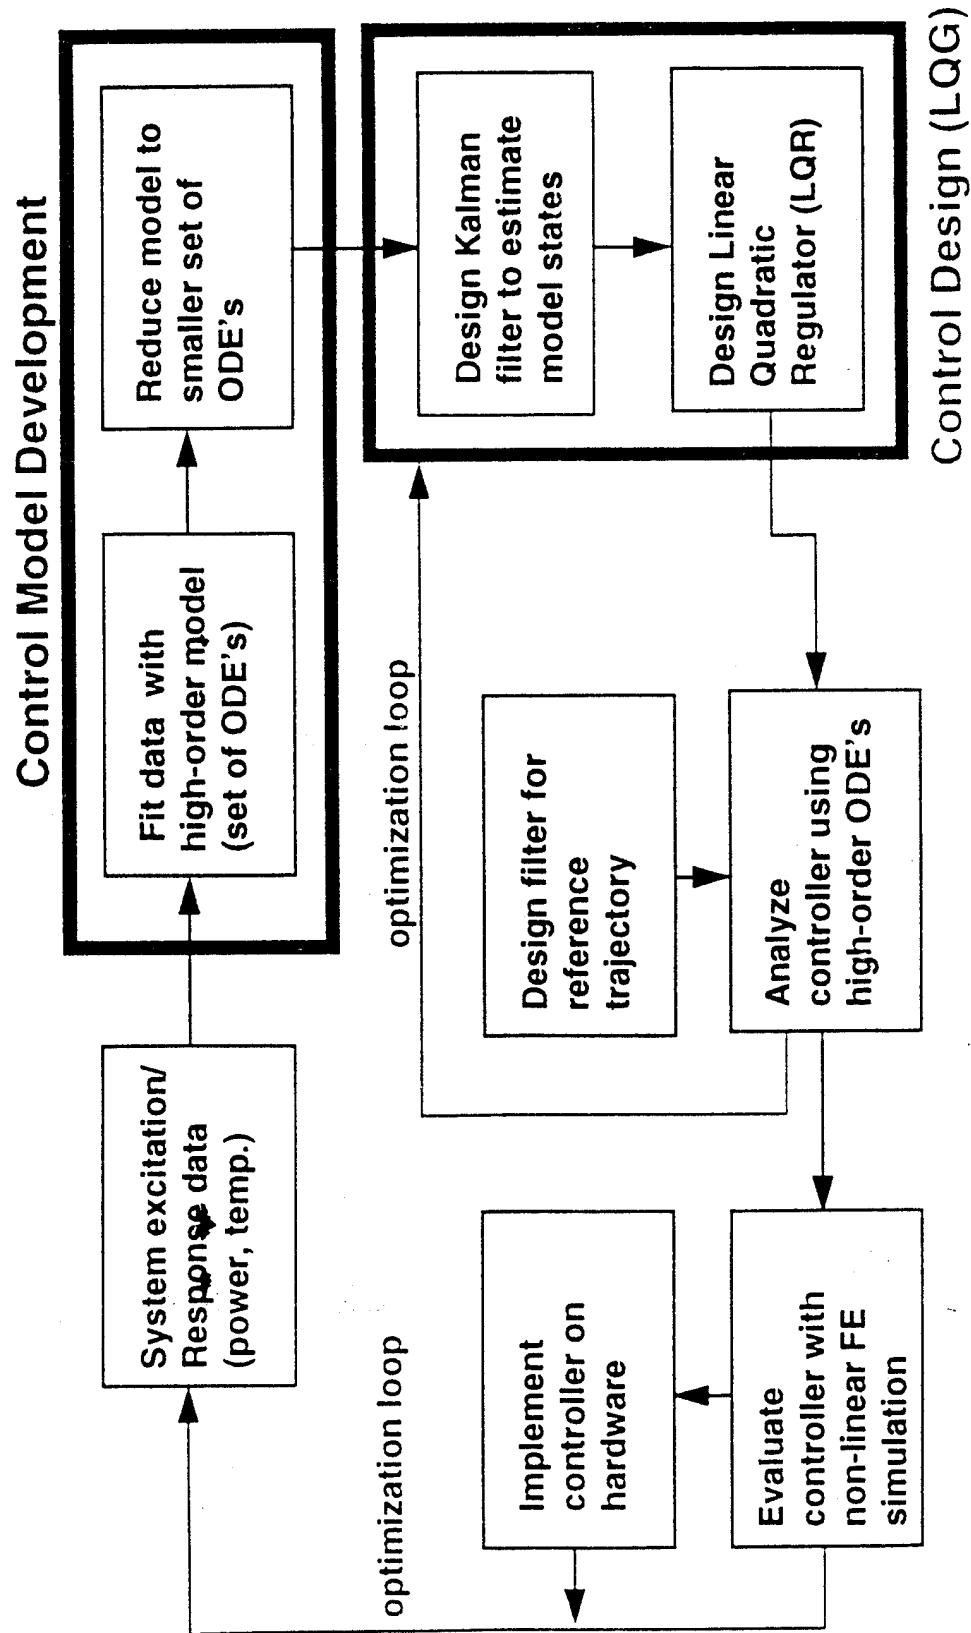 Control Model Development
System excitation/
Response data
(power, temp.)
Fit data with
high-order model
(set of ODE's)
Reduce model to
smaller set of
ODE's
optimization loop
optimization loop
Implement
controller on
hardware
Design filter for
reference
trajectory
Design Kalman
filter to estimate
model states
Evaluate
controller with
non-linear FE
simulation
Analyze
controller using
high-order ODE's
Design Linear
Quadratic
Regulator (LQR)
Control Design (LQG)